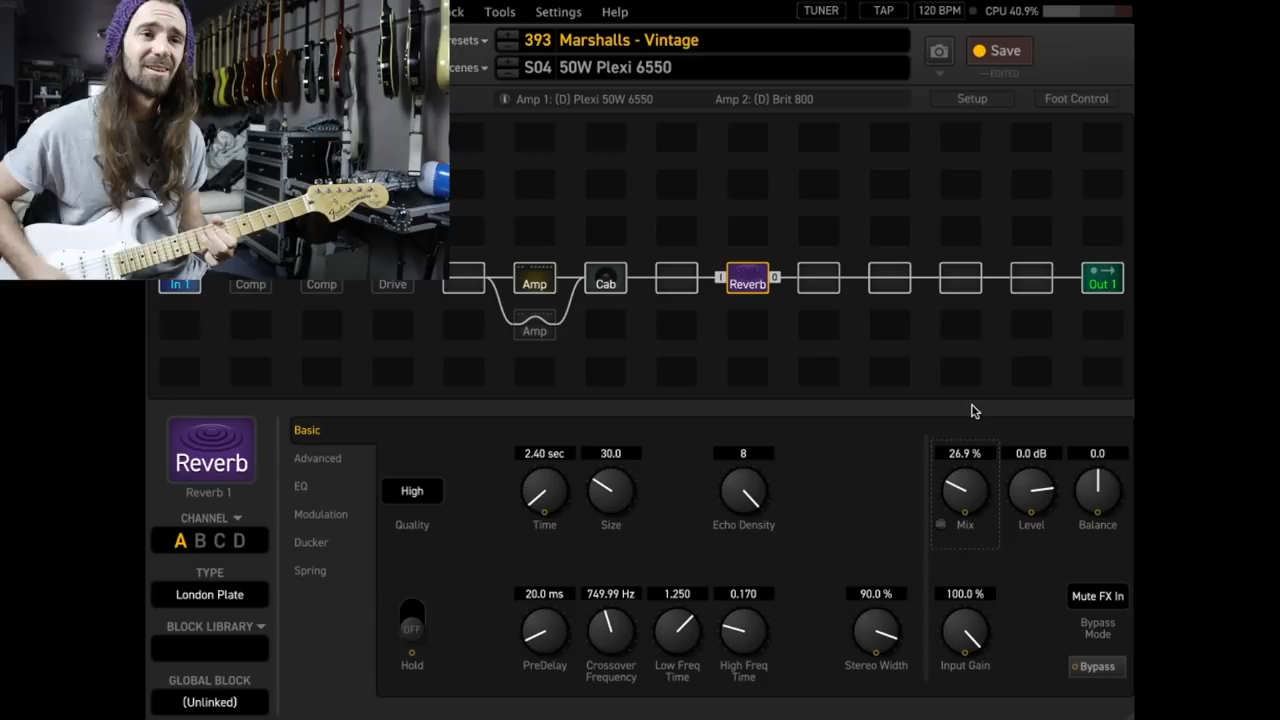 ck Tools Settings Help TUNER TAP 120 BPM CPU 40.9%
resets 393 Marshalls - Vintage Save
EDITED
cenes S04 50W Plexi 6550
Amp 1: (D) Plexi 50W 6550 Amp 2: (D) Brit 800 Setup Foot Control
In 1 Comp Comp Drive Amp Cab I Reverb O Out 1
Amp
Fender
Reverb
Reverb 1
CHANNEL
A B C D
TYPE
London Plate
BLOCK LIBRARY
GLOBAL BLOCK
(Unlinked)
Basic
Advanced
EQ
Modulation
Ducker
Spring
2.40 sec 30.0 8 26.9 % 0.0 dB 0.0
High
Quality Time Size Echo Density Mix Level Balance
20.0 ms 749.99 Hz 1.250 0.170 90.0 % 100.0 % Mute FX In
OFF
Hold PreDelay Crossover Frequency Low Freq Time High Freq Time Stereo Width Input Gain Bypass Mode
Bypass